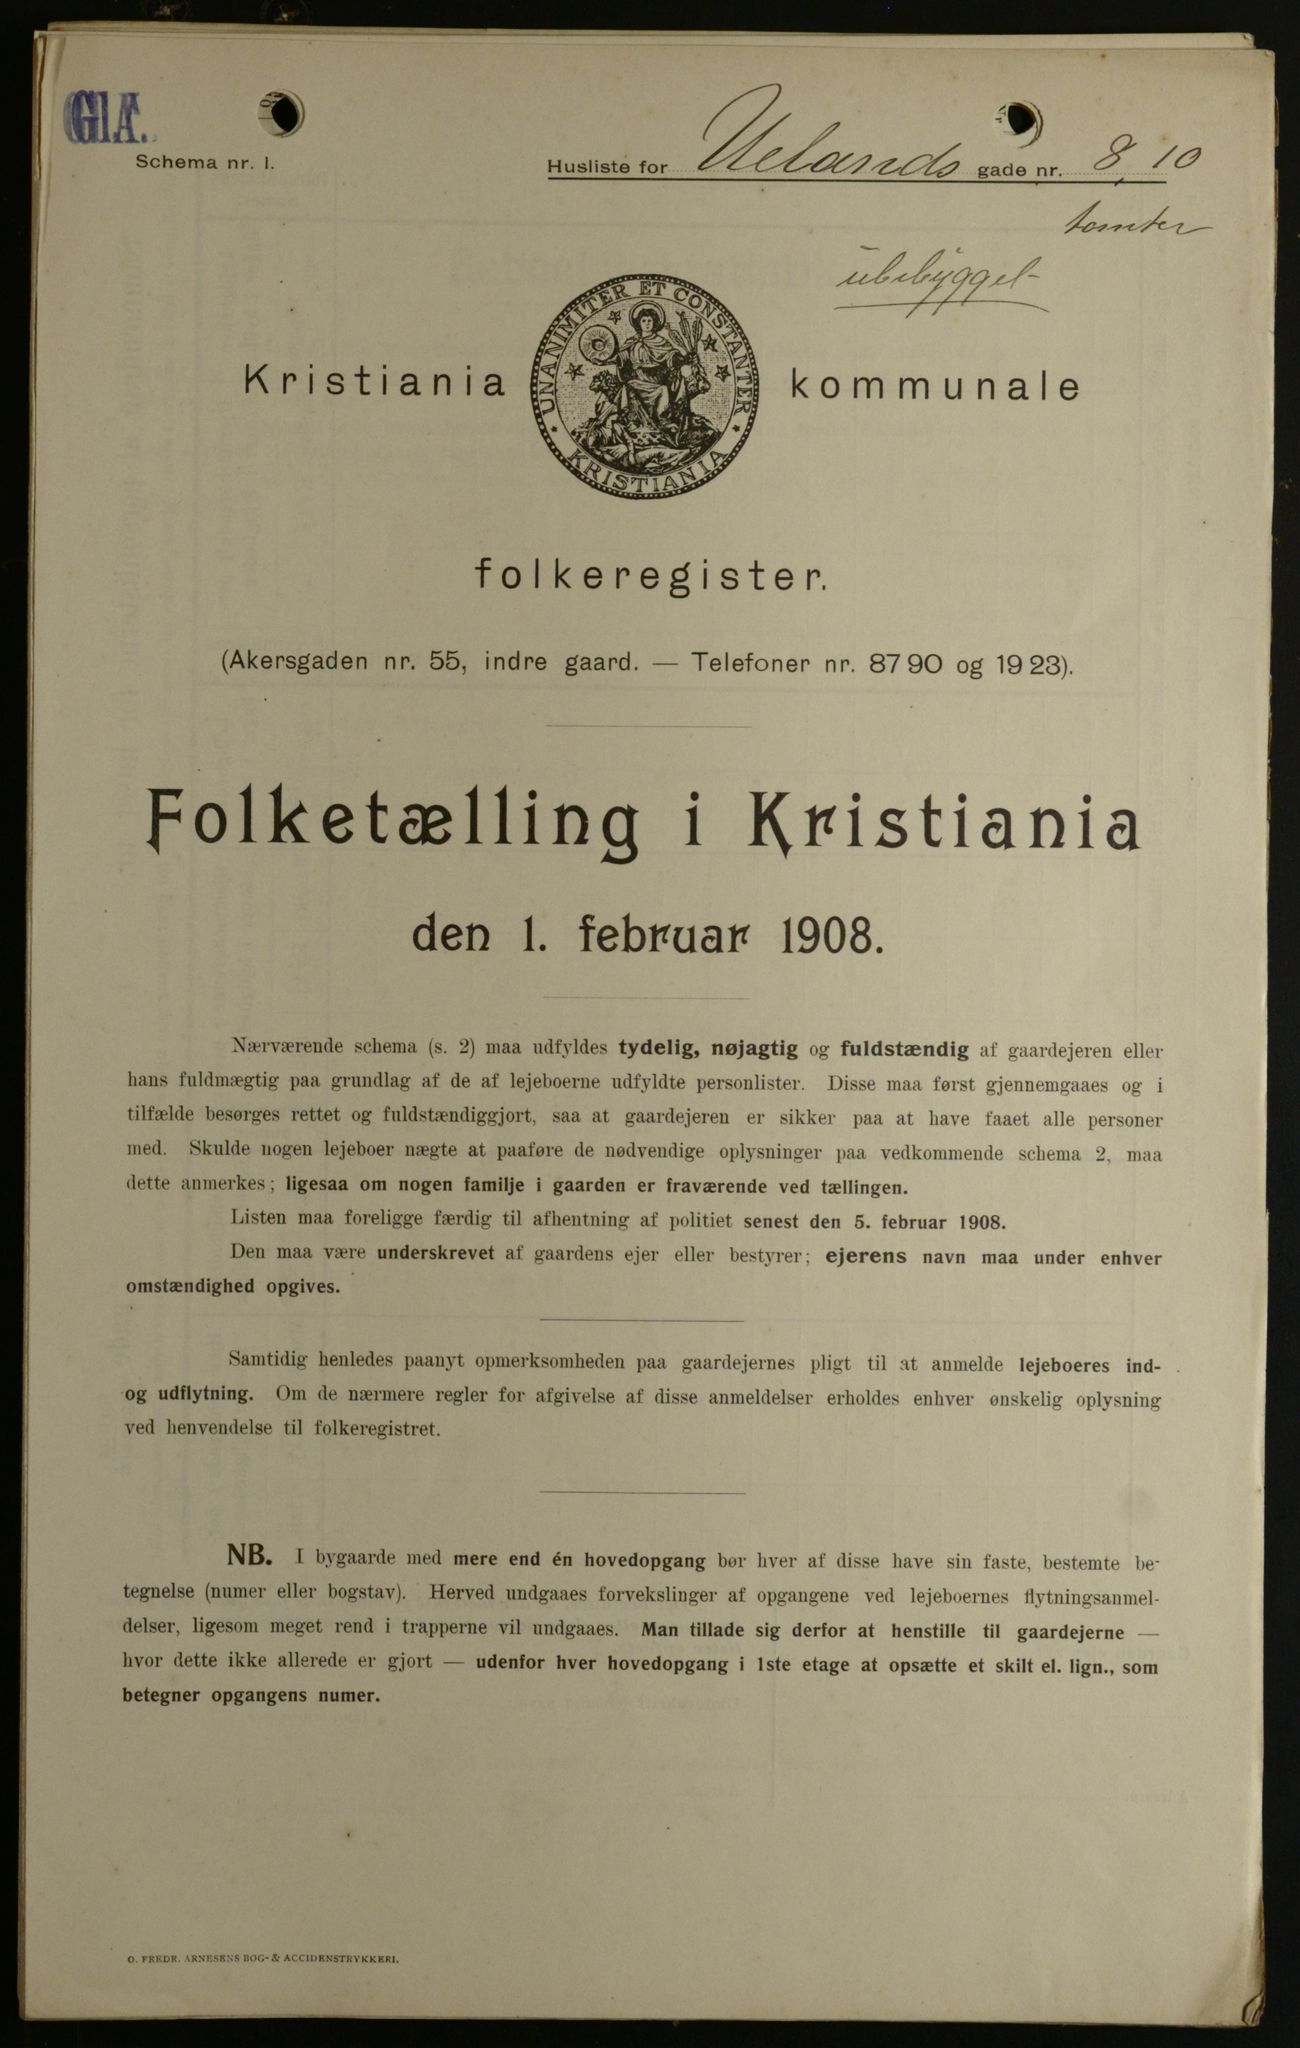 GlÆ.
Schema nr. 1.
Husliste for Uelands gade nr. 8, 10
tomter
ubebygget
UNANIMITER ET CONSTANTER
KRISTIANIA
Kristiania kommunale
folkeregister.
(Akersgaden nr. 55, indre gaard. — Telefoner nr. 8790 og 1923).
Folketælling i Kristiania
den 1. februar 1908.
Nærværende schema (s. 2) maa udfyldes tydelig, nøjagtig og fuldstændig af gaardejeren eller
hans fuldmægtig paa grundlag af de af lejeboerne udfyldte personlister. Disse maa først gjennemgaaes og i
tilfælde besørges rettet og fuldstændiggjort, saa at gaardejeren er sikker paa at have faaet alle personer
med. Skulde nogen lejeboer nægte at paaføre de nødvendige oplysninger paa vedkommende schema 2, maa
dette anmerkes; ligesaa om nogen familje i gaarden er fraværende ved tællingen.
Listen maa foreligge færdig til afhentning af politiet senest den 5. februar 1908.
Den maa være underskrevet af gaardens ejer eller bestyrer; ejerens navn maa under enhver
omstændighed opgives.
Samtidig henledes paanyt opmerksomheden paa gaardejernes pligt til at anmelde lejeboeres ind-
og udflytning. Om de nærmere regler for afgivelse af disse anmeldelser erholdes enhver ønskelig oplysning
ved henvendelse til folkeregistret.
NB. I bygaarde med mere end én hovedopgang bør hver af disse have sin faste, bestemte be-
tegnelse (numer eller bogstav). Herved undgaaes forvekslinger af opgangene ved lejeboernes flytningsanmel-
delser, ligesom meget rend i trapperne vil undgaaes. Man tillade sig derfor at henstille til gaardejerne —
hvor dette ikke allerede er gjort — udenfor hver hovedopgang i 1ste etage at opsætte et skilt el. lign., som
betegner opgangens numer.
O. FREDR. ARNESENS BOG- & ACCIDENSTRYKKERI.